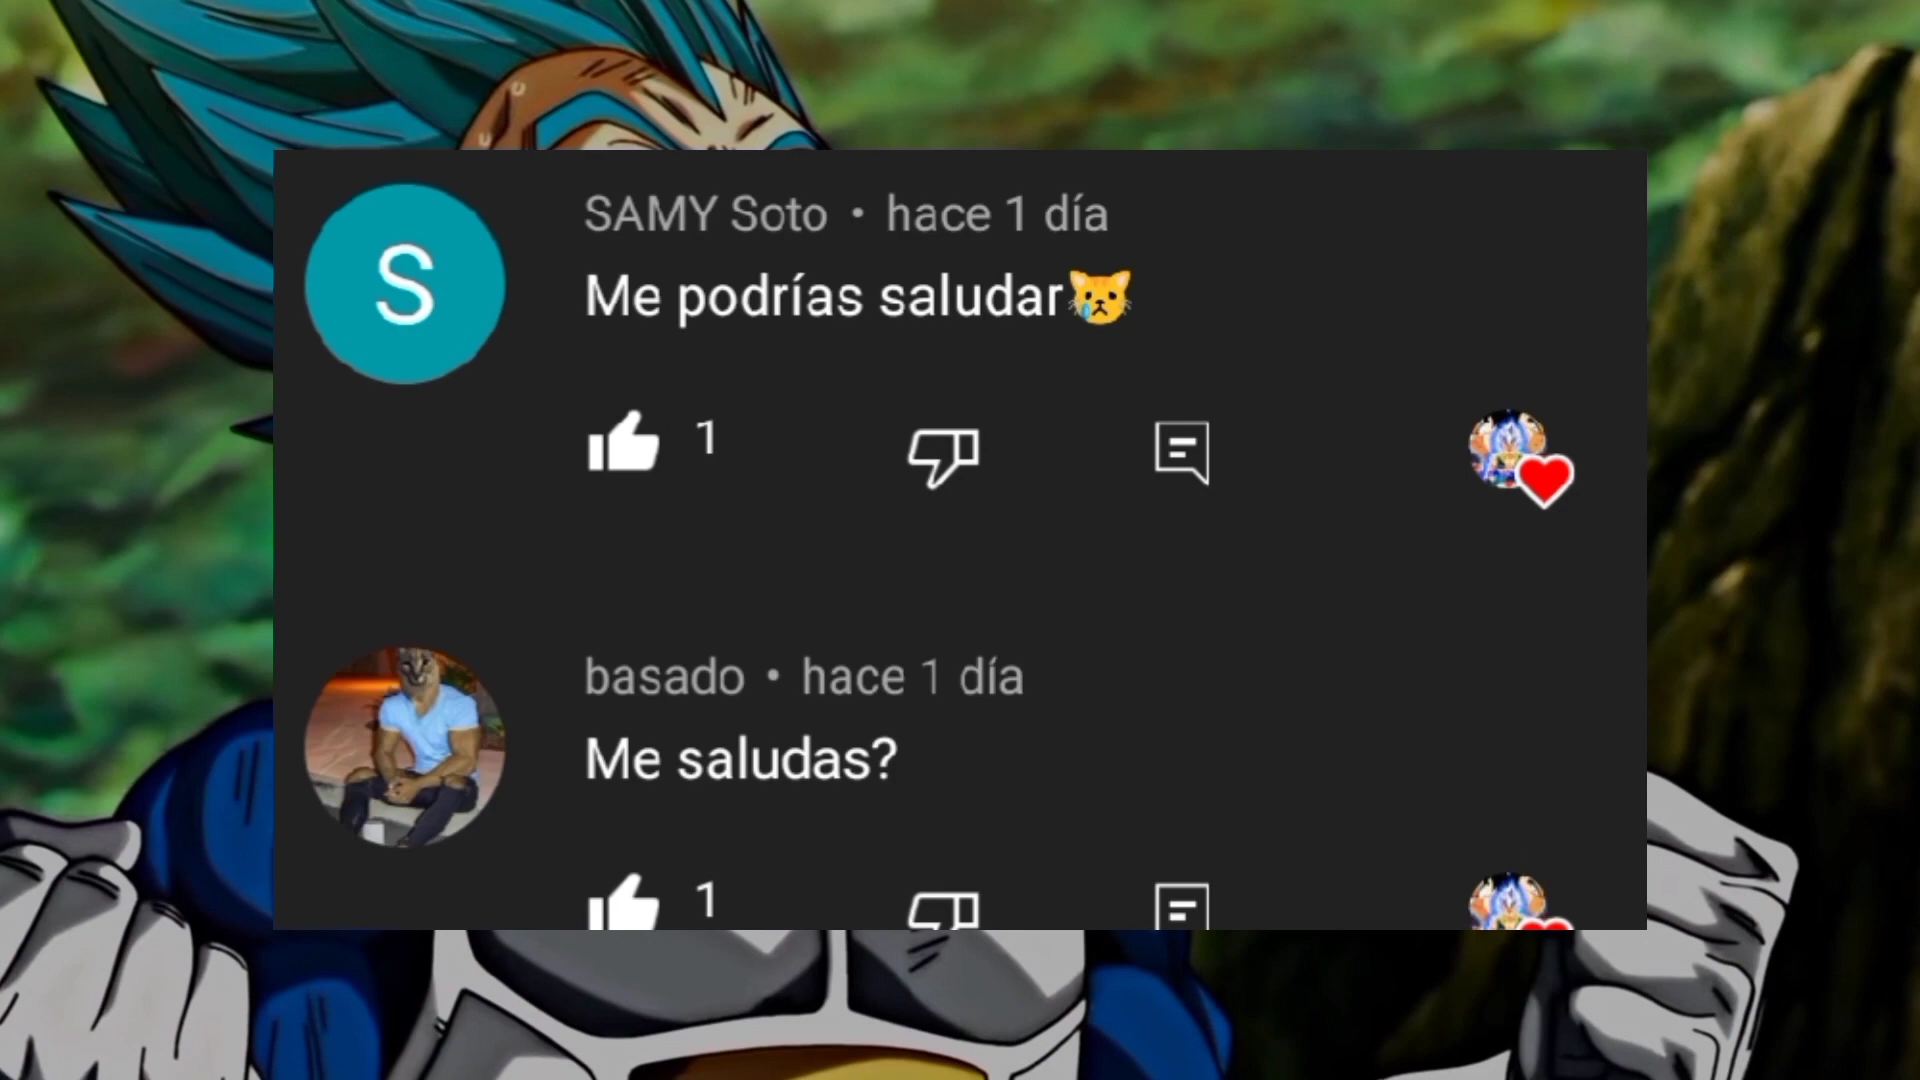 S
SAMY Soto • hace 1 día
Me podrías saludar😿
1
basado • hace 1 día
Me saludas?
1